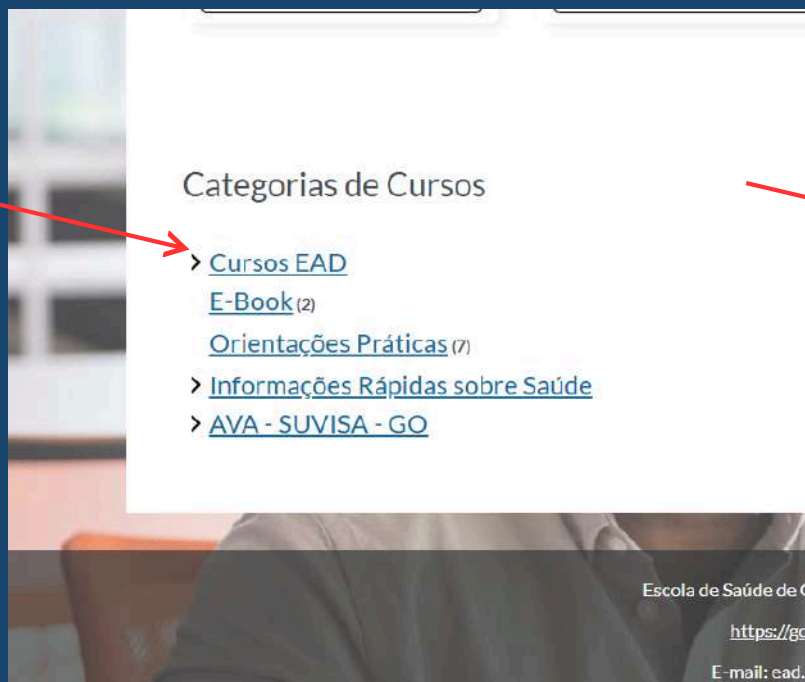 Categorias de Cursos
Cursos EAD
E-Book (2)
Orientações Práticas (7)
Informações Rápidas sobre Saúde
AVA - SUVISA - GO
Escola de Saúde de
https://go
E-mail: ead.